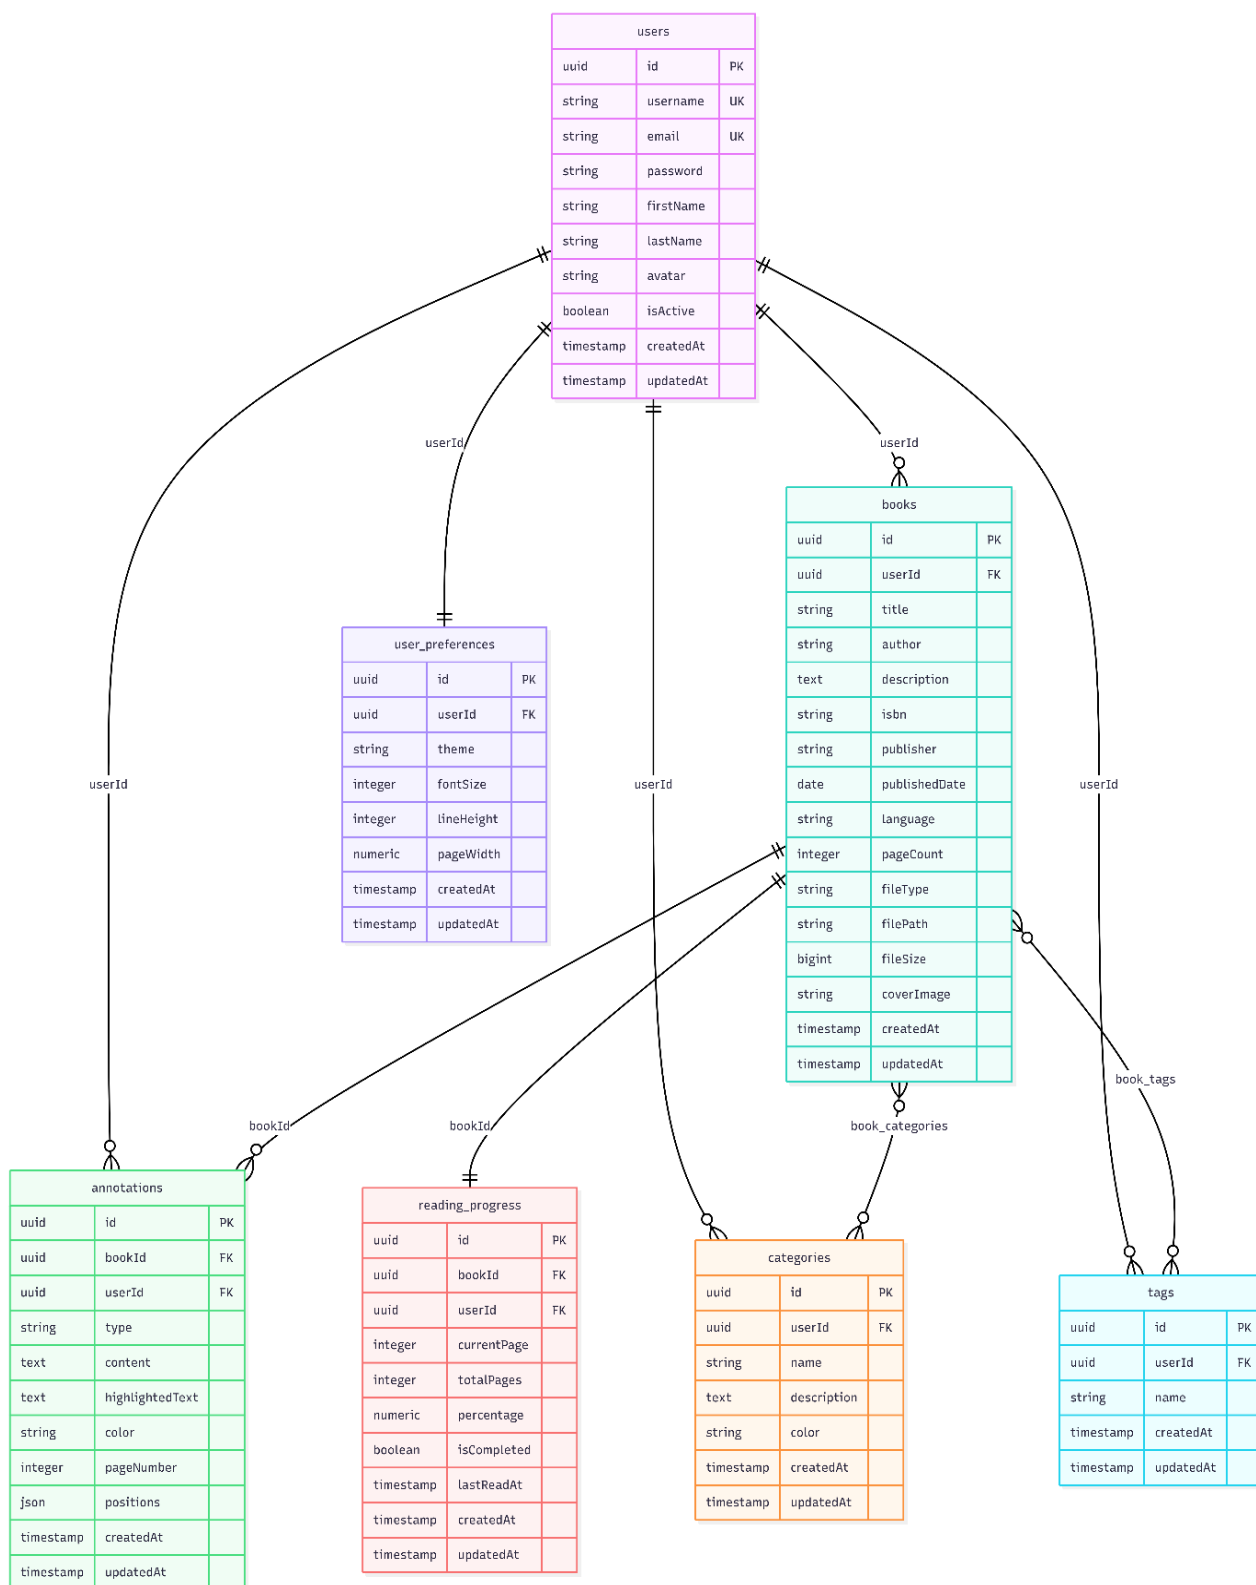 users
uuid id PK
string username UK
string email UK
string password
string firstName
string lastName
string avatar
boolean isActive
timestamp createdAt
timestamp updatedAt
userId
userId
books
uuid id PK
uuid userId FK
string title
string author
text description
string isbn
string publisher
date publishedDate
string language
integer pageCount
string fileType
string filePath
bigint fileSize
string coverImage
timestamp createdAt
timestamp updatedAt
user_preferences
uuid id PK
uuid userId FK
string theme
integer fontSize
integer lineHeight
numeric pageWidth
timestamp createdAt
timestamp updatedAt
userId
userId
userId
book_tags
bookId
bookId
book_categories
annotations
uuid id PK
uuid bookId FK
uuid userId FK
string type
text content
text highlightedText
string color
integer pageNumber
json positions
timestamp createdAt
timestamp updatedAt
reading_progress
uuid id PK
uuid bookId FK
uuid userId FK
integer currentPage
integer totalPages
numeric percentage
boolean isCompleted
timestamp lastReadAt
timestamp createdAt
timestamp updatedAt
categories
uuid id PK
uuid userId FK
string name
text description
string color
timestamp createdAt
timestamp updatedAt
tags
uuid id PK
uuid userId FK
string name
timestamp createdAt
timestamp updatedAt